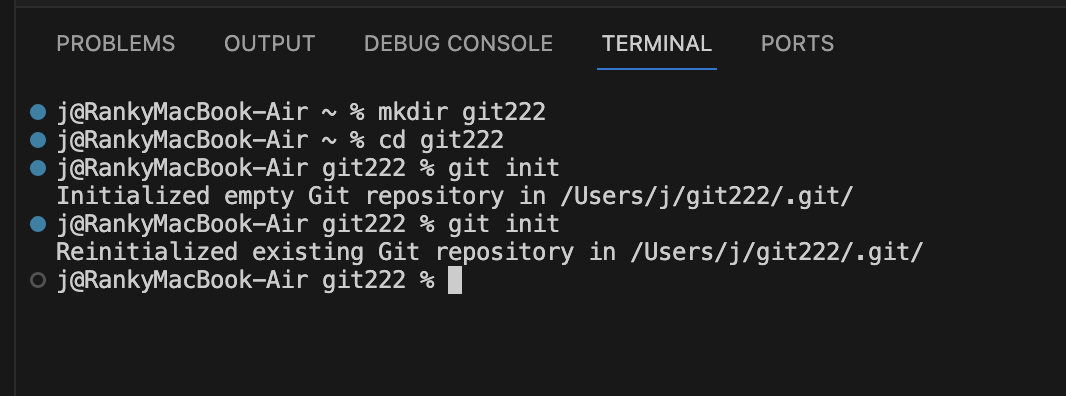 PROBLEMS OUTPUT DEBUG CONSOLE TERMINAL PORTS
j@RankyMacBook-Air ~ % mkdir git222
j@RankyMacBook-Air ~ % cd git222
j@RankyMacBook-Air git222 % git init
Initialized empty Git repository in /Users/j/git222/.git/
j@RankyMacBook-Air git222 % git init
Reinitialized existing Git repository in /Users/j/git222/.git/
j@RankyMacBook-Air git222 %